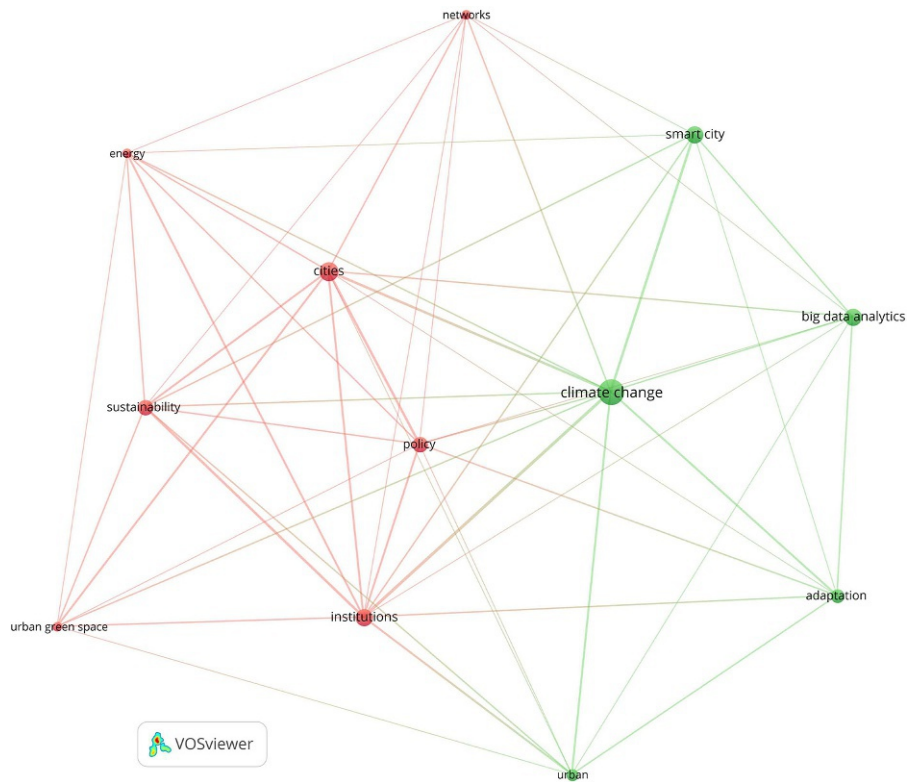 networks
smart city
energy
cities
big data analytics
climate change
sustainability
policy
adaptation
institutions
urban green space
VOSviewer
urban